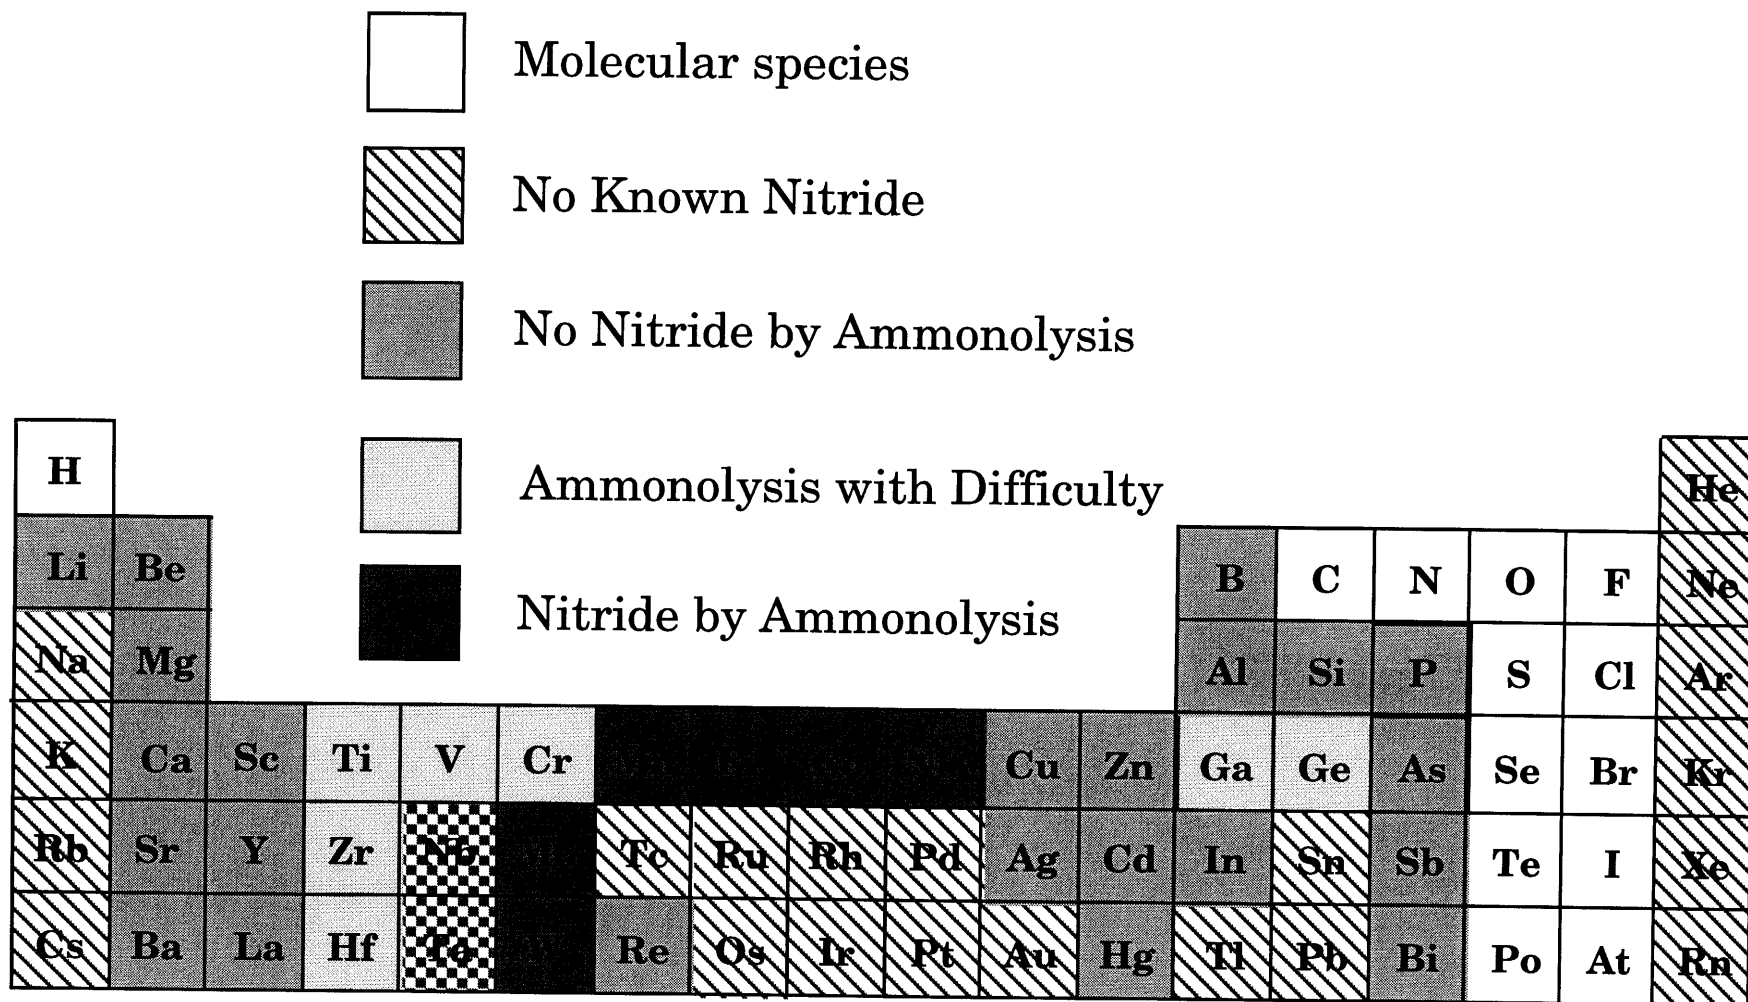 Molecular species
No Known Nitride
No Nitride by Ammonolysis
Ammonolysis with Difficulty
Nitride by Ammonolysis
H He
Li Be B C N O F Ne
Na Mg Al Si P S Cl Ar
K Ca Sc Ti V Cr Cu Zn Ga Ge As Se Br Kr
Rb Sr Y Zr Nb Tc Ru Rh Pd Ag Cd In Sn Sb Te I Xe
Cs Ba La Hf Ta Re Os Ir Pt Au Hg Tl Pb Bi Po At Rn